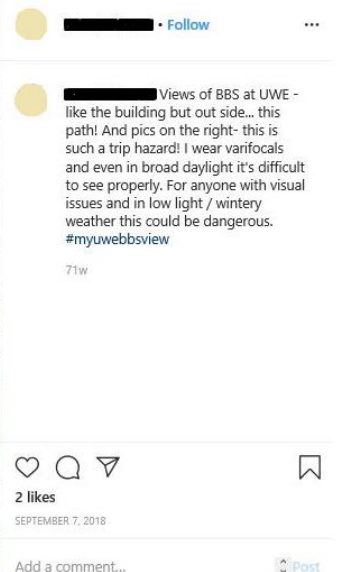 • Follow
Views of BBS at UWE -
like the building but out side... this
path! And pics on the right- this is
such a trip hazard! I wear varifocals
and even in broad daylight it's difficult
to see properly. For anyone with visual
issues and in low light / wintery
weather this could be dangerous.
#myuwebbsview
71w
2 likes
SEPTEMBER 7, 2018
Add a comment...
Post